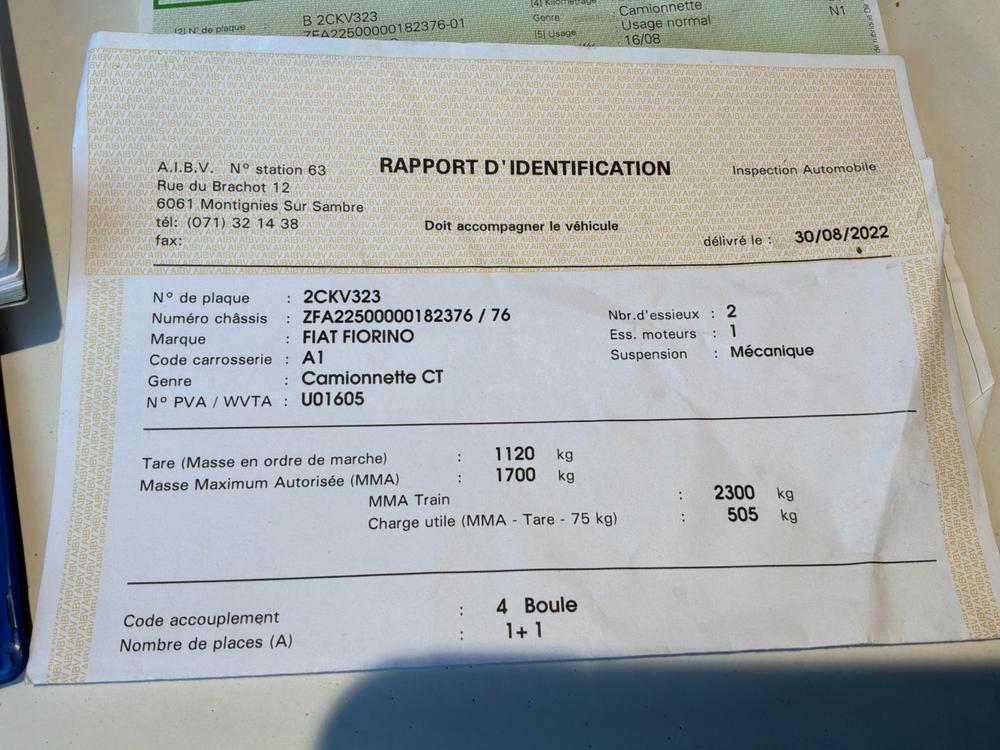 [2] N° de plaque B 2CKV323
ZFA22500000182376-01
[4] Kilométrage
Genre Camionnette N1
[5] Usage Usage normal
16/08
A.I.B.V. N° station 63
Rue du Brachot 12
6061 Montignies Sur Sambre
tél: (071) 32 14 38
fax:
RAPPORT D'IDENTIFICATION
Doit accompagner le véhicule
Inspection Automobile
délivré le : 30/08/2022
N° de plaque : 2CKV323
Numéro châssis : ZFA22500000182376 / 76
Marque : FIAT FIORINO
Code carrosserie : A1
Genre : Camionnette CT
N° PVA / WVTA : U01605
Nbr.d'essieux : 2
Ess. moteurs : 1
Suspension : Mécanique
Tare (Masse en ordre de marche) : 1120 kg
Masse Maximum Autorisée (MMA) : 1700 kg
MMA Train : 2300 kg
Charge utile (MMA - Tare - 75 kg) : 505 kg
Code accouplement : 4 Boule
Nombre de places (A) : 1+1